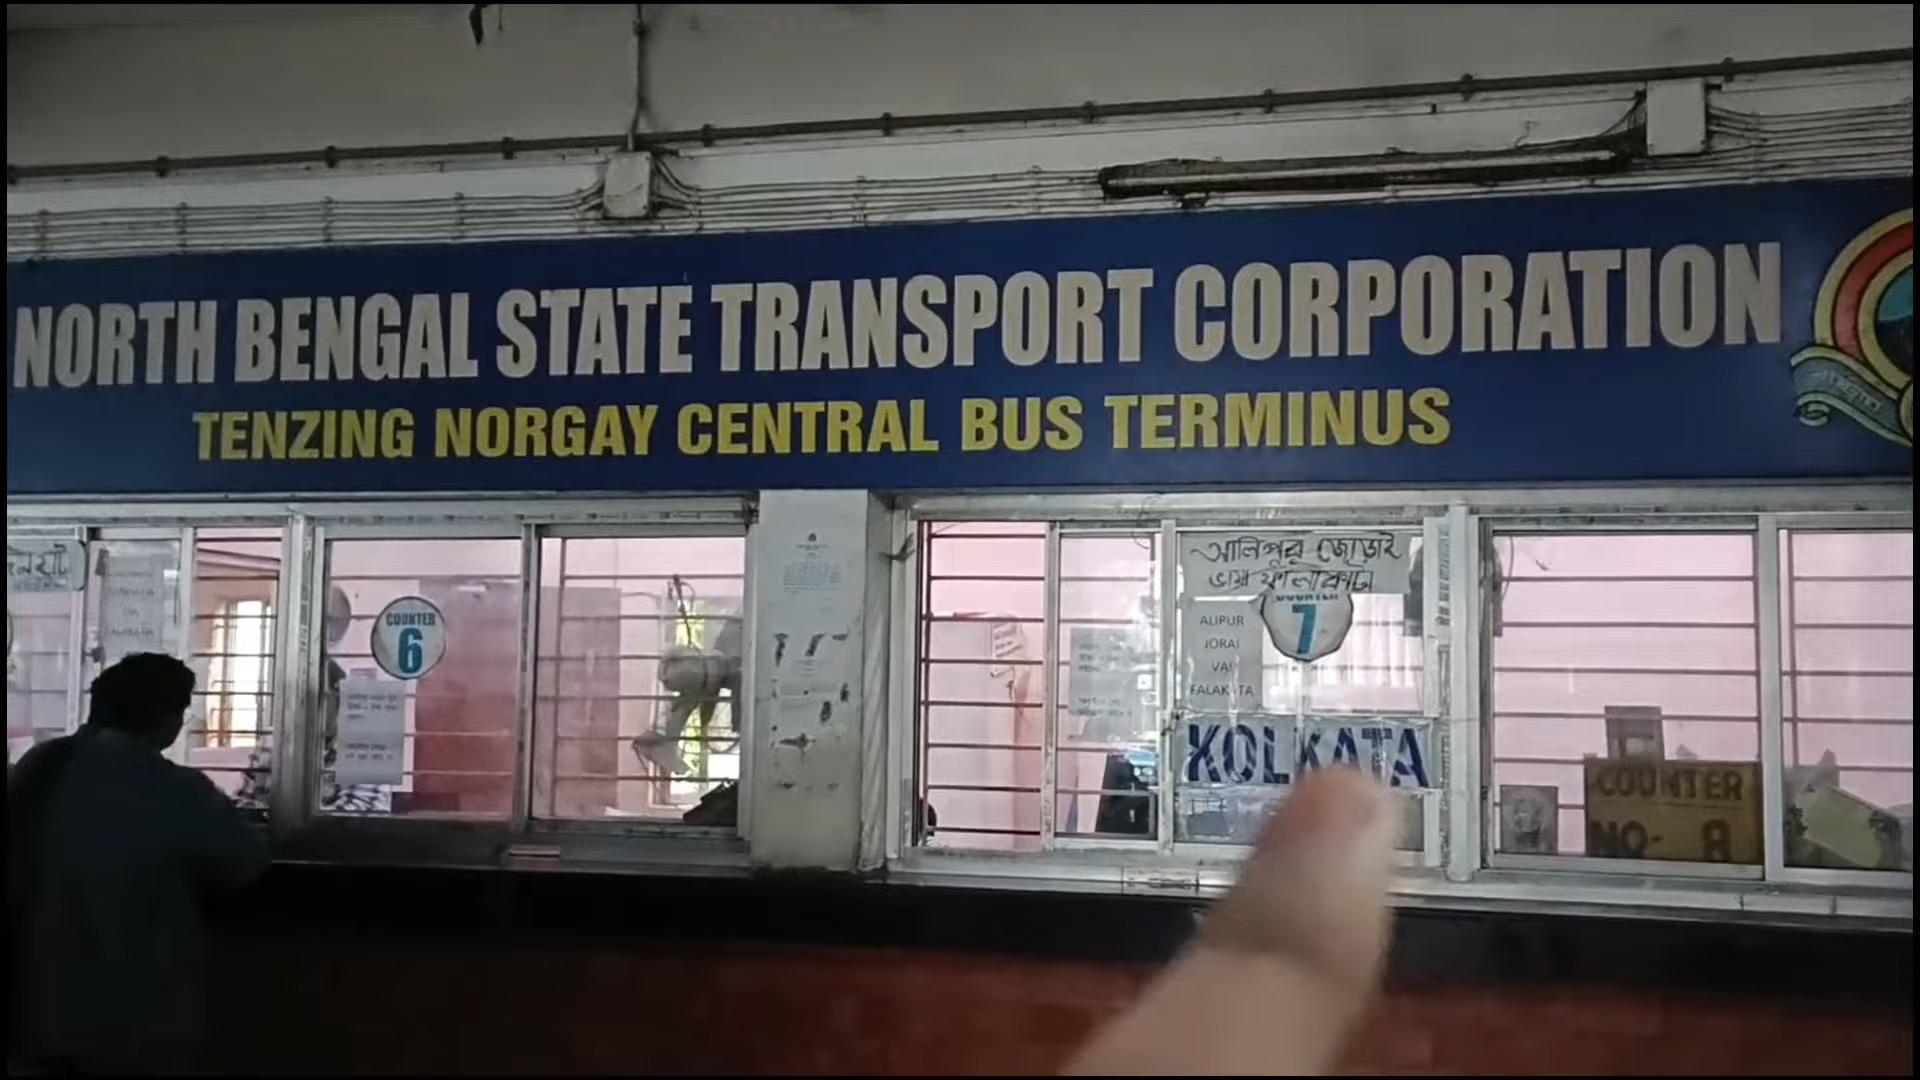 NORTH BENGAL STATE TRANSPORT CORPORATION
TENZING NORGAY CENTRAL BUS TERMINUS
COUNTER
6
আলিপুর জোড়াই
ভায়া ফালাকাটা
COUNTER
7
ALIPUR
JORAI
VAI
FALAKATA
KOLKATA
COUNTER
NO- 8